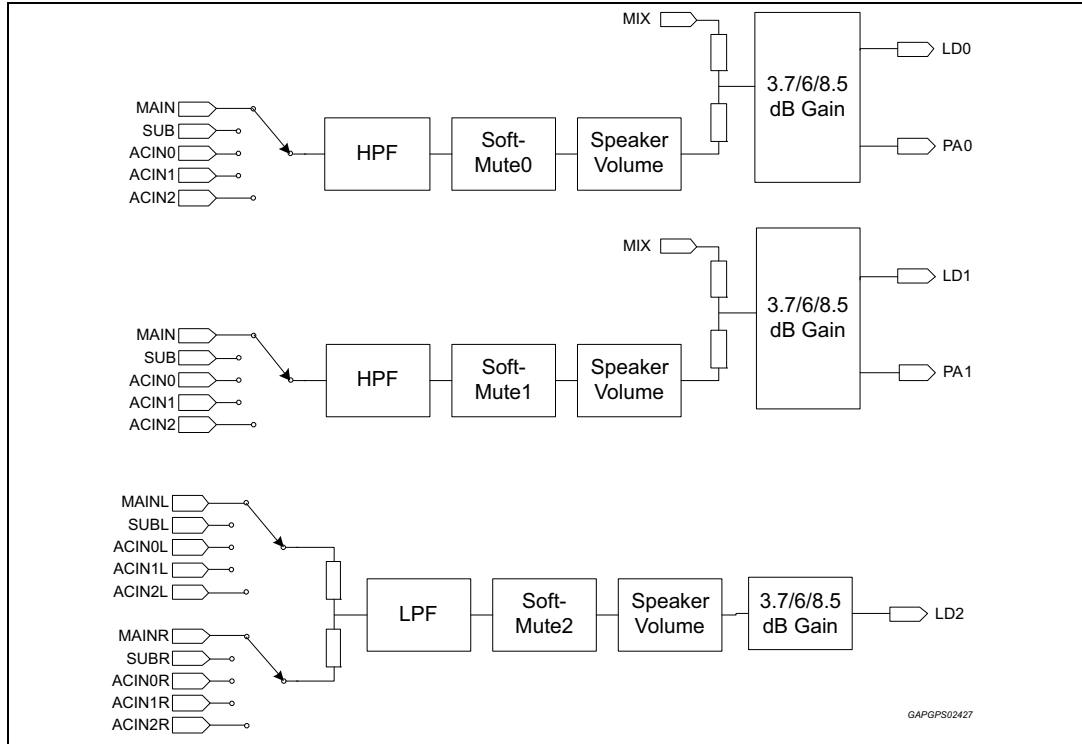 MIX
LD0
3.7/6/8.5
dB Gain
PA0
MAIN
SUB
ACIN0
ACIN1
ACIN2
HPF
Soft-
Mute0
Speaker
Volume
MIX
LD1
3.7/6/8.5
dB Gain
PA1
MAIN
SUB
ACIN0
ACIN1
ACIN2
HPF
Soft-
Mute1
Speaker
Volume
MAINL
SUBL
ACIN0L
ACIN1L
ACIN2L
MAINR
SUBR
ACIN0R
ACIN1R
ACIN2R
LPF
Soft-
Mute2
Speaker
Volume
3.7/6/8.5
dB Gain
LD2
GAPGPS02427